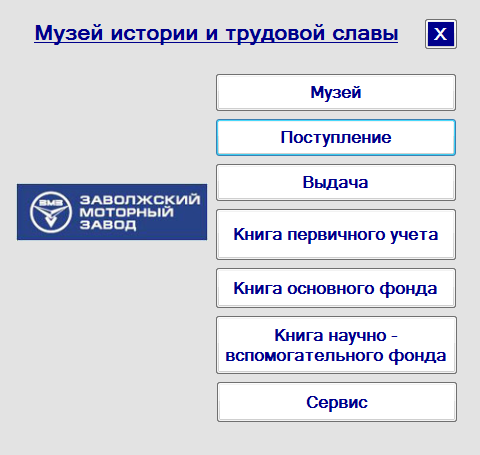 Музей истории и трудовой славы
X
Музей
Поступление
Выдача
ЗМЗ
ЗАВОЛЖСКИЙ
МОТОРНЫЙ
ЗАВОД
Книга первичного учета
Книга основного фонда
Книга научно -
вспомогательного фонда
Сервис